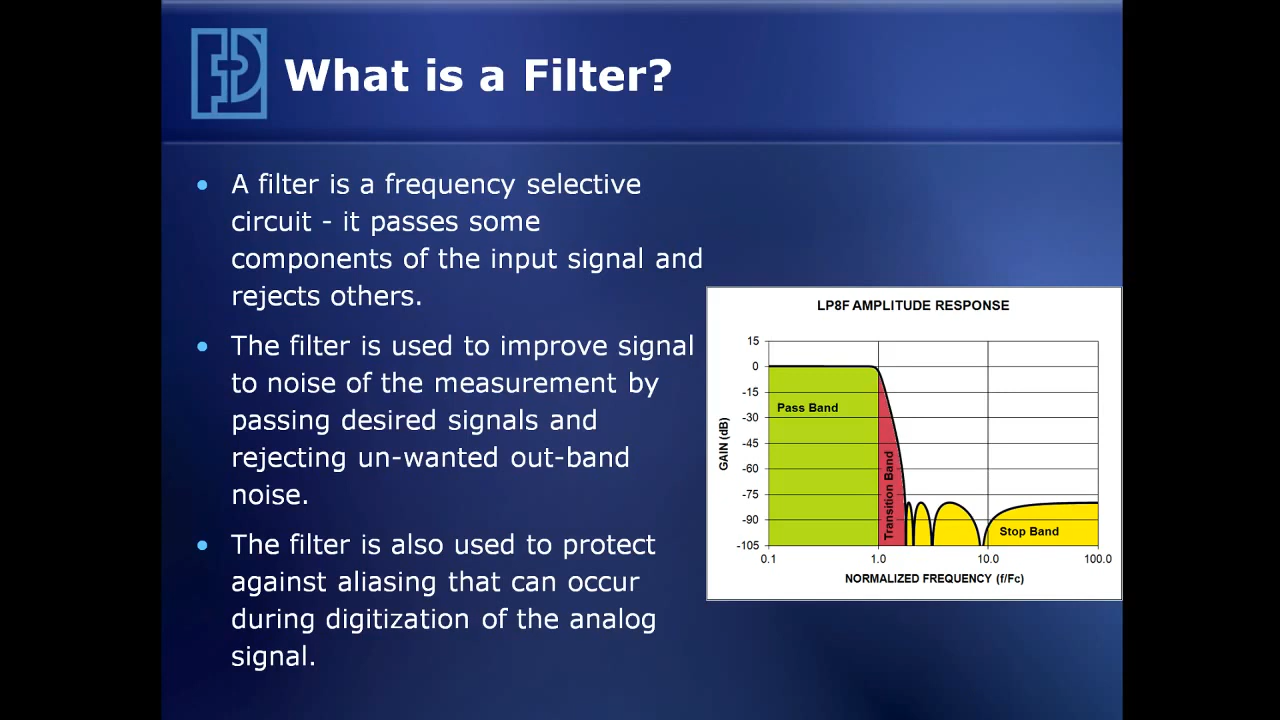 What is a Filter?
• A filter is a frequency selective
circuit - it passes some
components of the input signal and
rejects others.
• The filter is used to improve signal
to noise of the measurement by
passing desired signals and
rejecting un-wanted out-band
noise.
• The filter is also used to protect
against aliasing that can occur
during digitization of the analog
signal.
LP8F AMPLITUDE RESPONSE
GAIN (dB)
15
0
-15
-30
-45
-60
-75
-90
-105
Pass Band
Transition Band
Stop Band
0.1 1.0 10.0 100.0
NORMALIZED FREQUENCY (f/Fc)